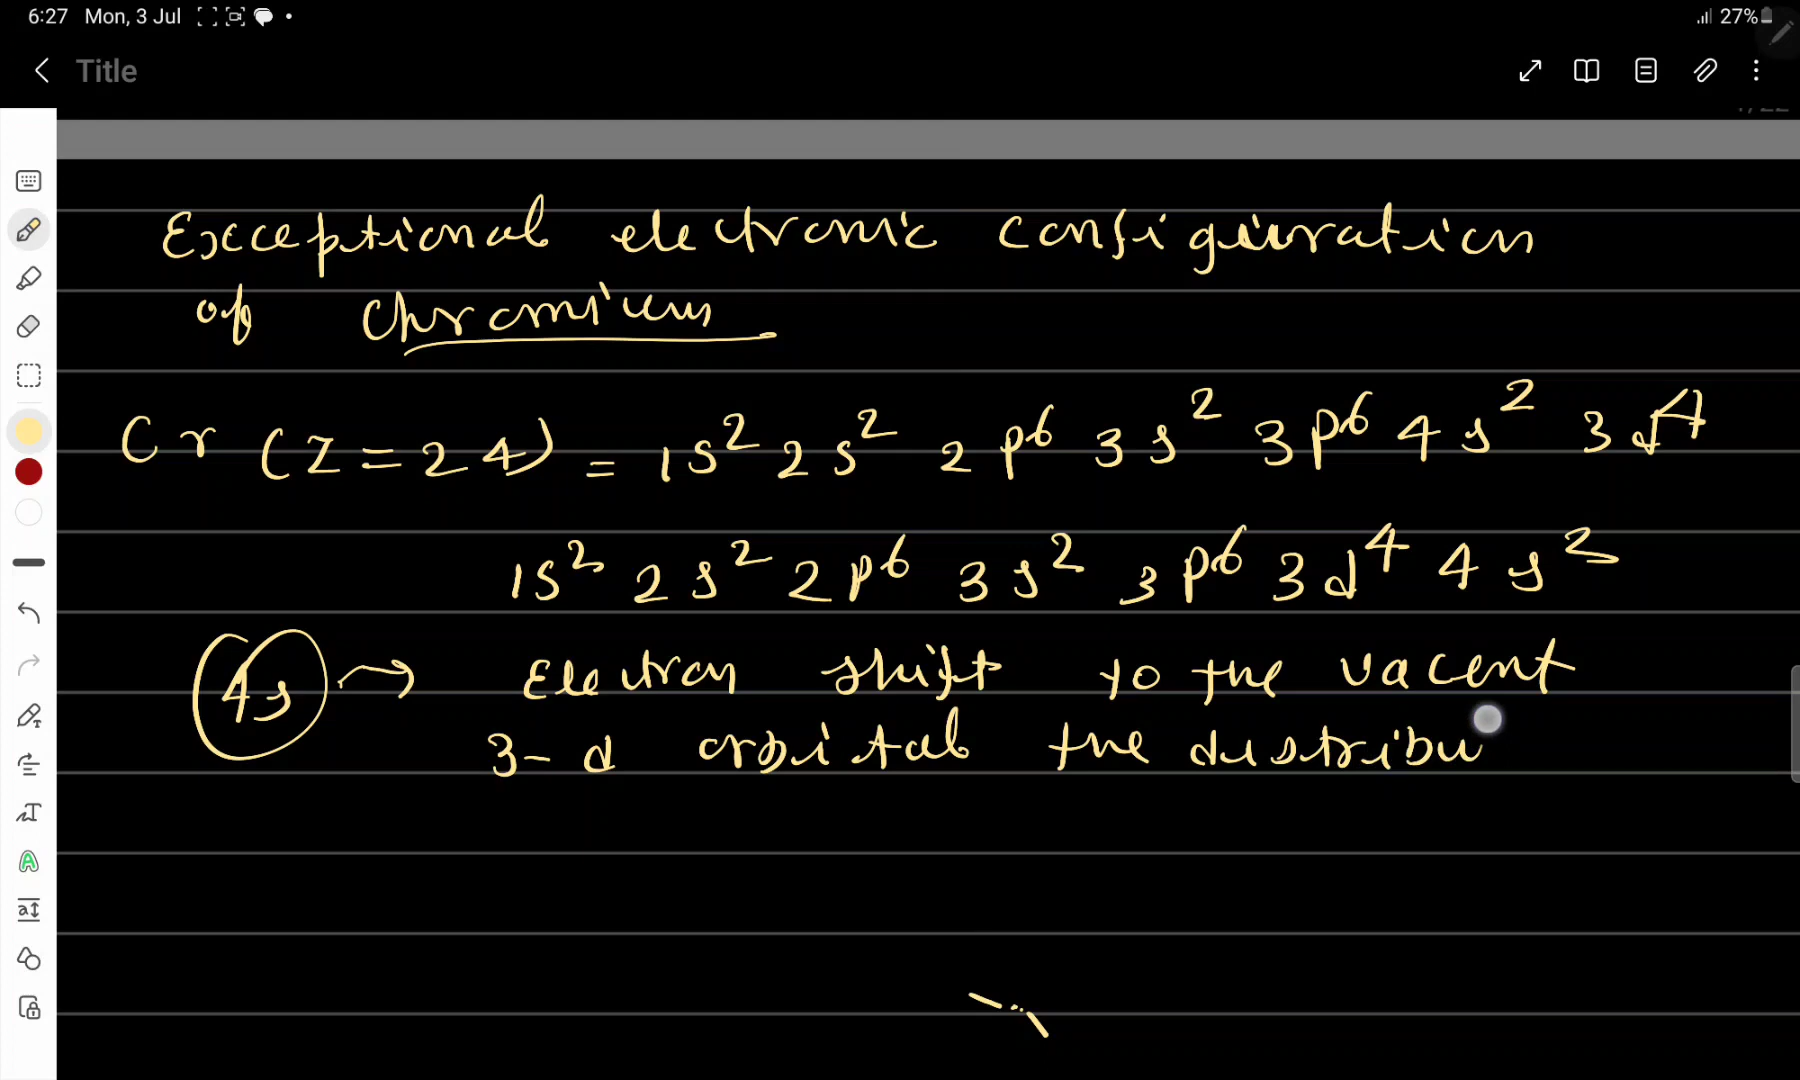 6:27 Mon, 3 Jul 27%
Title
Exceptional electronic configuration
of chromium
Cr (Z = 24) = 1s² 2s² 2p⁶ 3s² 3p⁶ 4s² 3d⁴
1s² 2s² 2p⁶ 3s² 3p⁶ 3d⁴ 4s²
4s → Electron shift to the vacent
3-d orbital the distribu